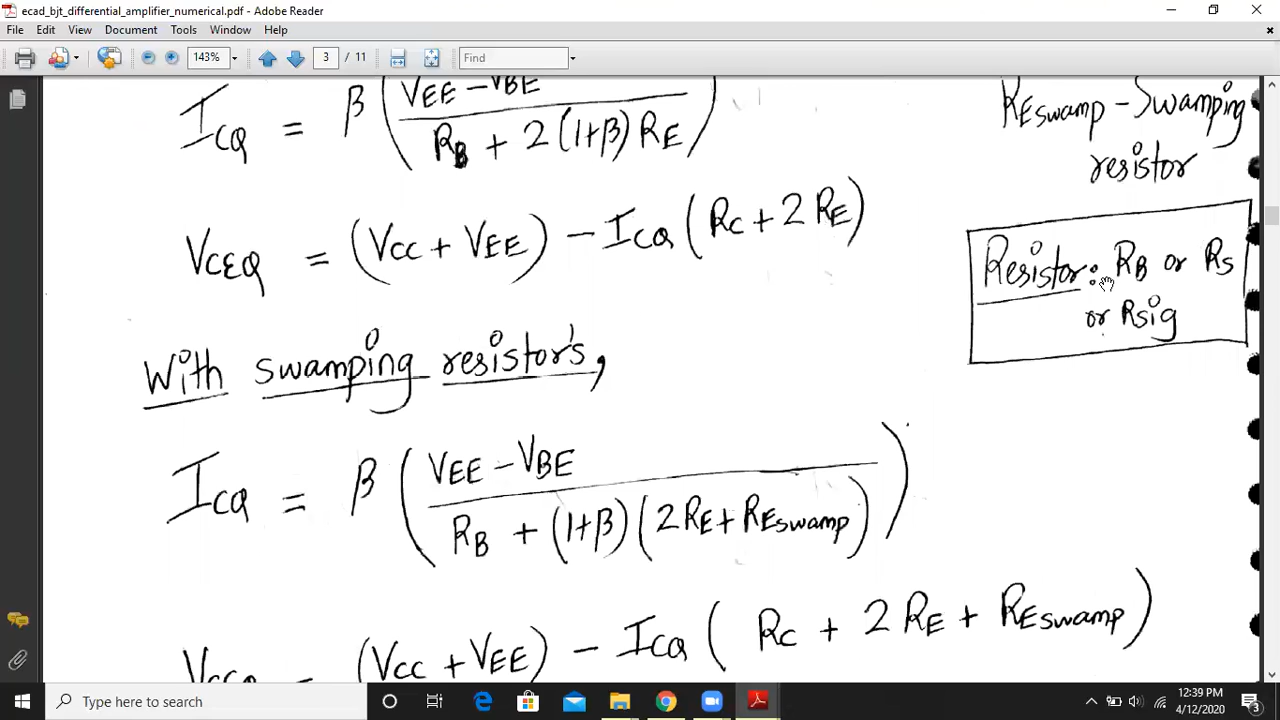 ecad_bjt_differential_amplifier_numerical.pdf - Adobe Reader
File Edit View Document Tools Window Help
143% 3 / 11 Find
ICQ = β ( VEE - VBE / RB + 2 (1+β) RE )
REswamp - Swamping
resistor
VCEQ = (VCC + VEE) - ICQ (RC + 2 RE)
Resistor: RB or RS
or Rsig
With swamping resistor's,
ICQ = β ( VEE - VBE / RB + (1+β) (2RE + REswamp) )
(VCC + VEE) - ICQ ( RC + 2 RE + REswamp )
Type here to search
12:39 PM
4/12/2020
3